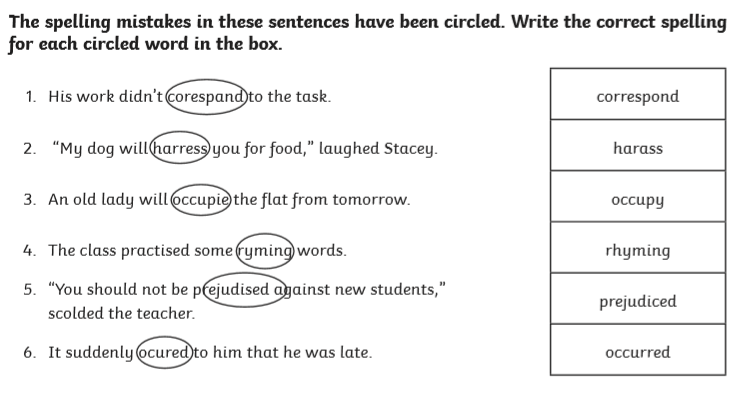 The spelling mistakes in these sentences have been circled. Write the correct spelling
for each circled word in the box.
1. His work didn't corespand to the task.
correspond
2. "My dog will harress you for food," laughed Stacey.
harass
3. An old lady will occupie the flat from tomorrow.
occupy
4. The class practised some ryming words.
rhyming
5. "You should not be prejudised against new students,"
scolded the teacher.
prejudiced
6. It suddenly ocured to him that he was late.
occurred